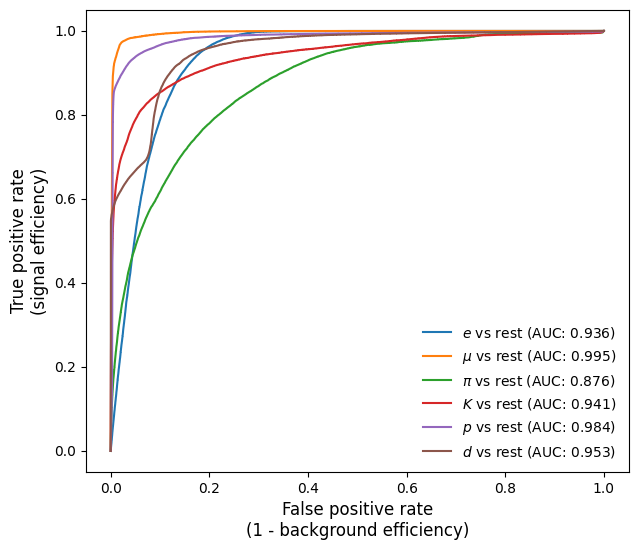 1.0
0.8
0.6
0.4
0.2
0.0
True positive rate
(signal efficiency)
e vs rest (AUC: 0.936)
μ vs rest (AUC: 0.995)
π vs rest (AUC: 0.876)
K vs rest (AUC: 0.941)
p vs rest (AUC: 0.984)
d vs rest (AUC: 0.953)
0.0 0.2 0.4 0.6 0.8 1.0
False positive rate
(1 - background efficiency)